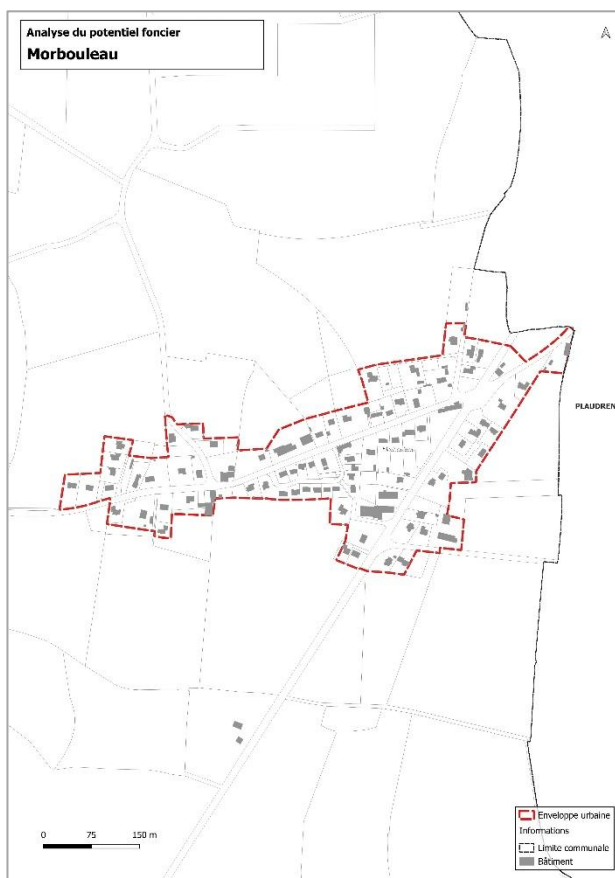 Analyse du potentiel foncier
Morbouleau
PLAUDREN
0 75 150 m
Enveloppe urbaine
Informations
Limite communale
Bâtiment